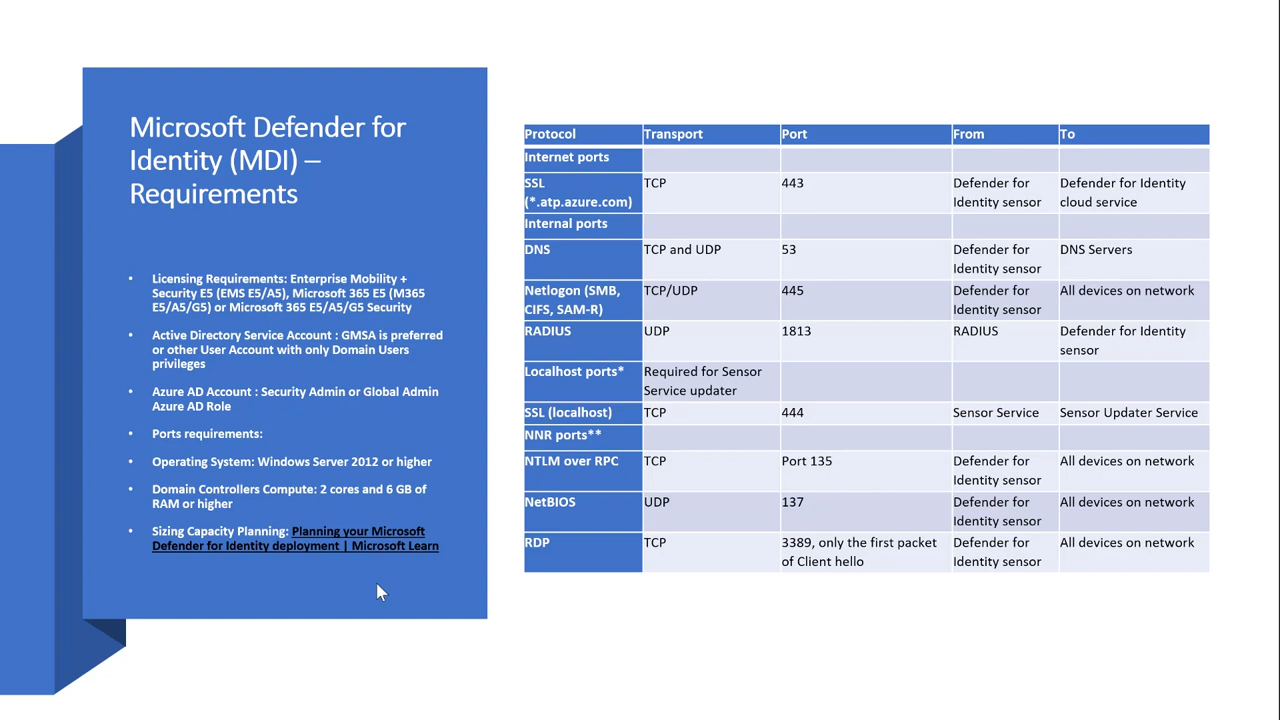 Microsoft Defender for
Identity (MDI) –
Requirements
• Licensing Requirements: Enterprise Mobility +
Security E5 (EMS E5/A5), Microsoft 365 E5 (M365
E5/A5/G5) or Microsoft 365 E5/A5/G5 Security
• Active Directory Service Account : GMSA is preferred
or other User Account with only Domain Users
privileges
• Azure AD Account : Security Admin or Global Admin
Azure AD Role
• Ports requirements:
• Operating System: Windows Server 2012 or higher
• Domain Controllers Compute: 2 cores and 6 GB of
RAM or higher
• Sizing Capacity Planning: Planning your Microsoft
Defender for Identity deployment | Microsoft Learn
Protocol Transport Port From To
Internet ports
SSL TCP 443 Defender for Defender for Identity
(*.atp.azure.com) Identity sensor cloud service
Internal ports
DNS TCP and UDP 53 Defender for DNS Servers
Identity sensor
Netlogon (SMB, TCP/UDP 445 Defender for All devices on network
CIFS, SAM-R) Identity sensor
RADIUS UDP 1813 RADIUS Defender for Identity
sensor
Localhost ports* Required for Sensor
Service updater
SSL (localhost) TCP 444 Sensor Service Sensor Updater Service
NNR ports**
NTLM over RPC TCP Port 135 Defender for All devices on network
Identity sensor
NetBIOS UDP 137 Defender for All devices on network
Identity sensor
RDP TCP 3389, only the first packet Defender for All devices on network
of Client hello Identity sensor